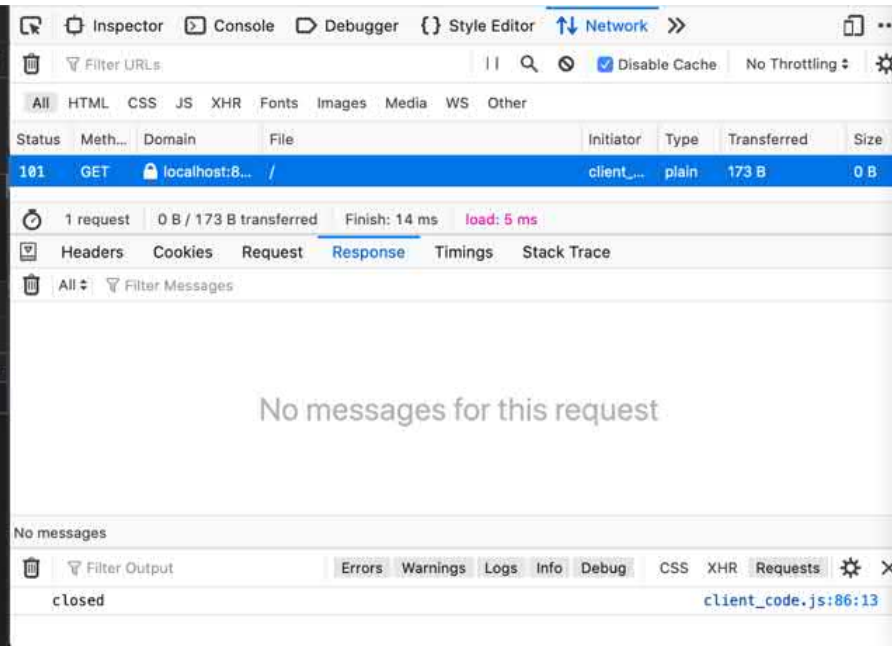 Inspector Console Debugger {} Style Editor Network
Filter URLs Disable Cache No Throttling
All HTML CSS JS XHR Fonts Images Media WS Other
Status Meth... Domain File Initiator Type Transferred Size
101 GET localhost:8... / client_... plain 173 B 0 B
1 request 0 B / 173 B transferred Finish: 14 ms load: 5 ms
Headers Cookies Request Response Timings Stack Trace
All Filter Messages
No messages for this request
No messages
Filter Output Errors Warnings Logs Info Debug CSS XHR Requests
closed client_code.js:86:13